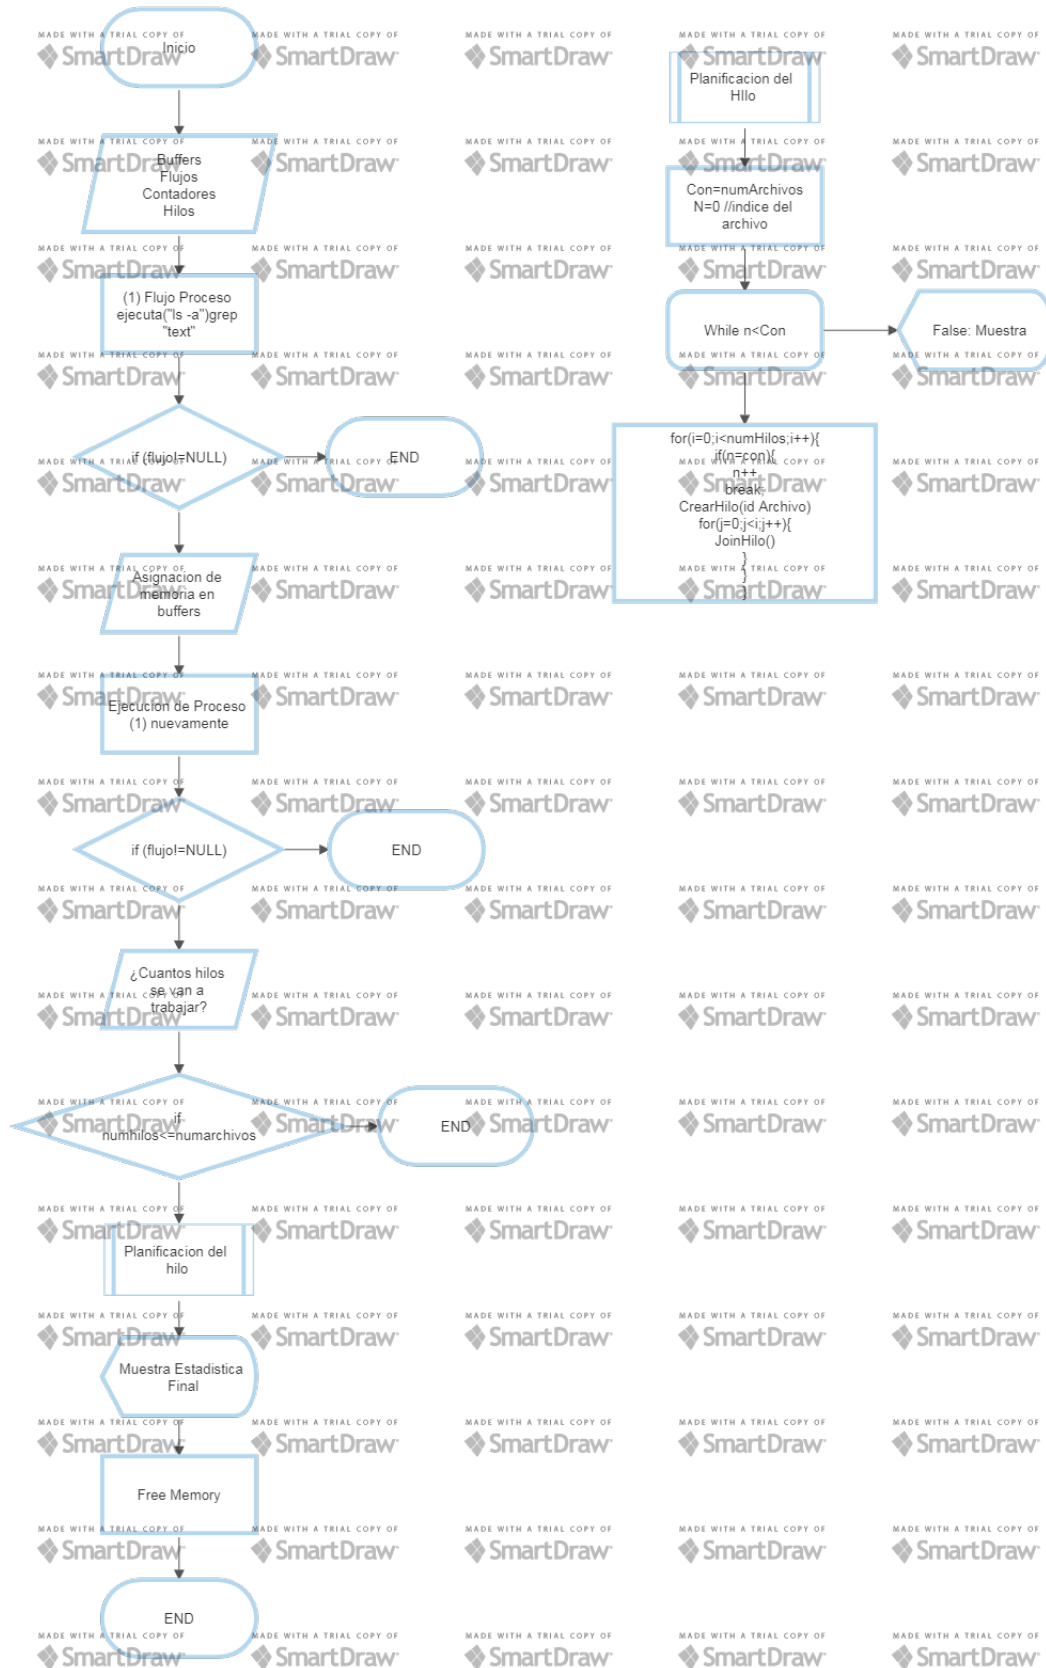 Inicio
Buffers
Flujos
Contadores
Hilos
(1) Flujo Proceso
ejecuta("ls -a")grep
"text"
if (flujo!=NULL)
END
Asignacion de
memoria en
buffers
Ejecucion de Proceso
(1) nuevamente
if (flujo!=NULL)
END
¿Cuantos hilos
se van a
trabajar?
if
numhilos<=numarchivos
END
Planificacion del
hilo
Muestra Estadistica
Final
Free Memory
END
Planificacion del
HIlo
Con=numArchivos
N=0 //indice del
archivo
While n<Con
False: Muestra
for(i=0;i<numHilos;i++){
if(n=con){
n++
break;
CrearHilo(id Archivo)
for(j=0;j<i;j++){
JoinHilo()
}
}
}
MADE WITH A TRIAL COPY OF
SmartDraw